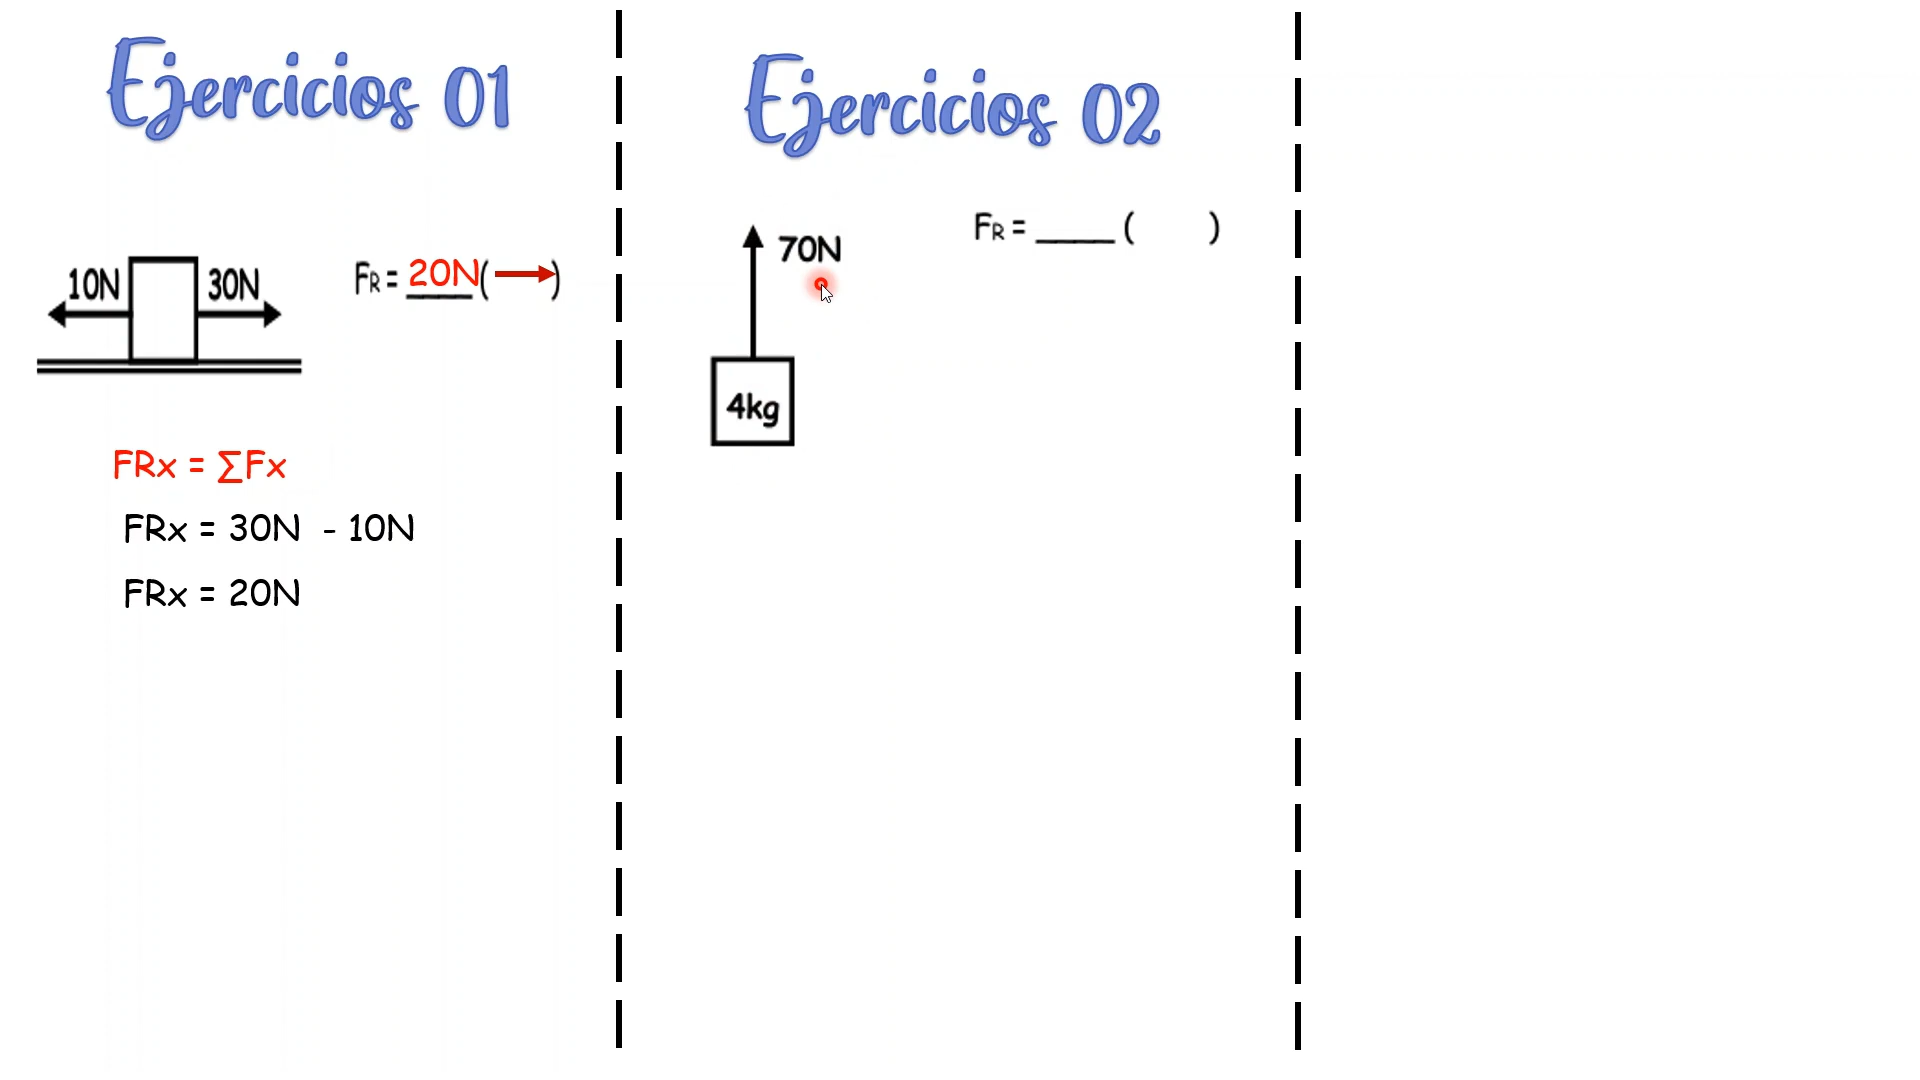 Ejercicios 01
10N
30N
FR = 20N( )
FRx = ∑Fx
FRx = 30N - 10N
FRx = 20N
Ejercicios 02
70N
FR = ____ ( )
4kg